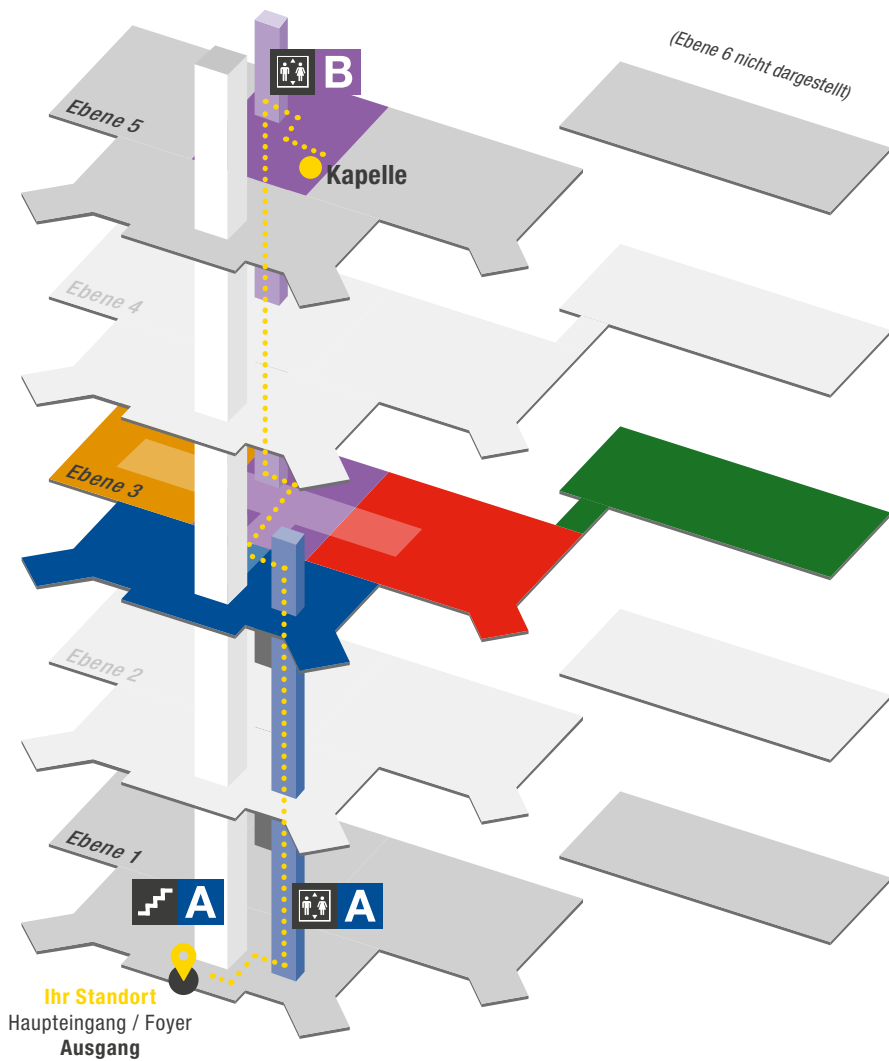 (Ebene 6 nicht dargestellt)
B
Ebene 5
Kapelle
Ebene 4
Ebene 3
Ebene 2
Ebene 1
A
A
Ihr Standort
Haupteingang / Foyer
Ausgang